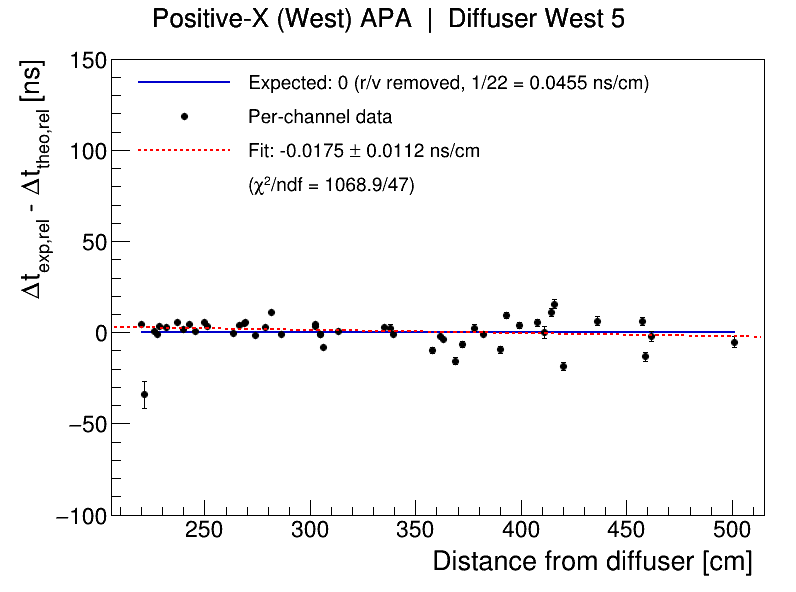 Positive-X (West) APA | Diffuser West 5
Δt_exp,rel - Δt_theo,rel [ns]
150
100
50
0
−50
−100
Expected: 0 (r/v removed, 1/22 = 0.0455 ns/cm)
Per-channel data
Fit: -0.0175 ± 0.0112 ns/cm
(χ²/ndf = 1068.9/47)
250 300 350 400 450 500
Distance from diffuser [cm]